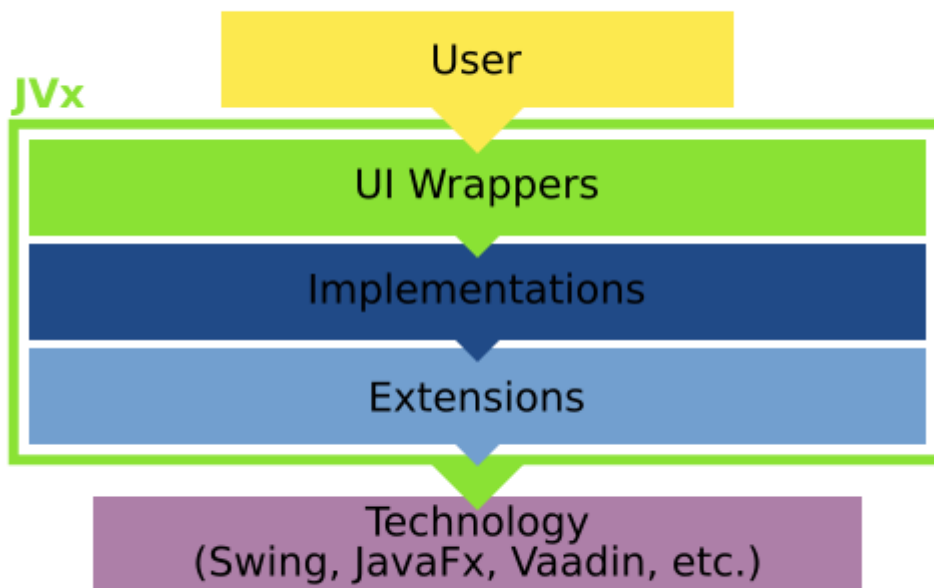 User
JVx
UI Wrappers
Implementations
Extensions
Technology
(Swing, JavaFx, Vaadin, etc.)